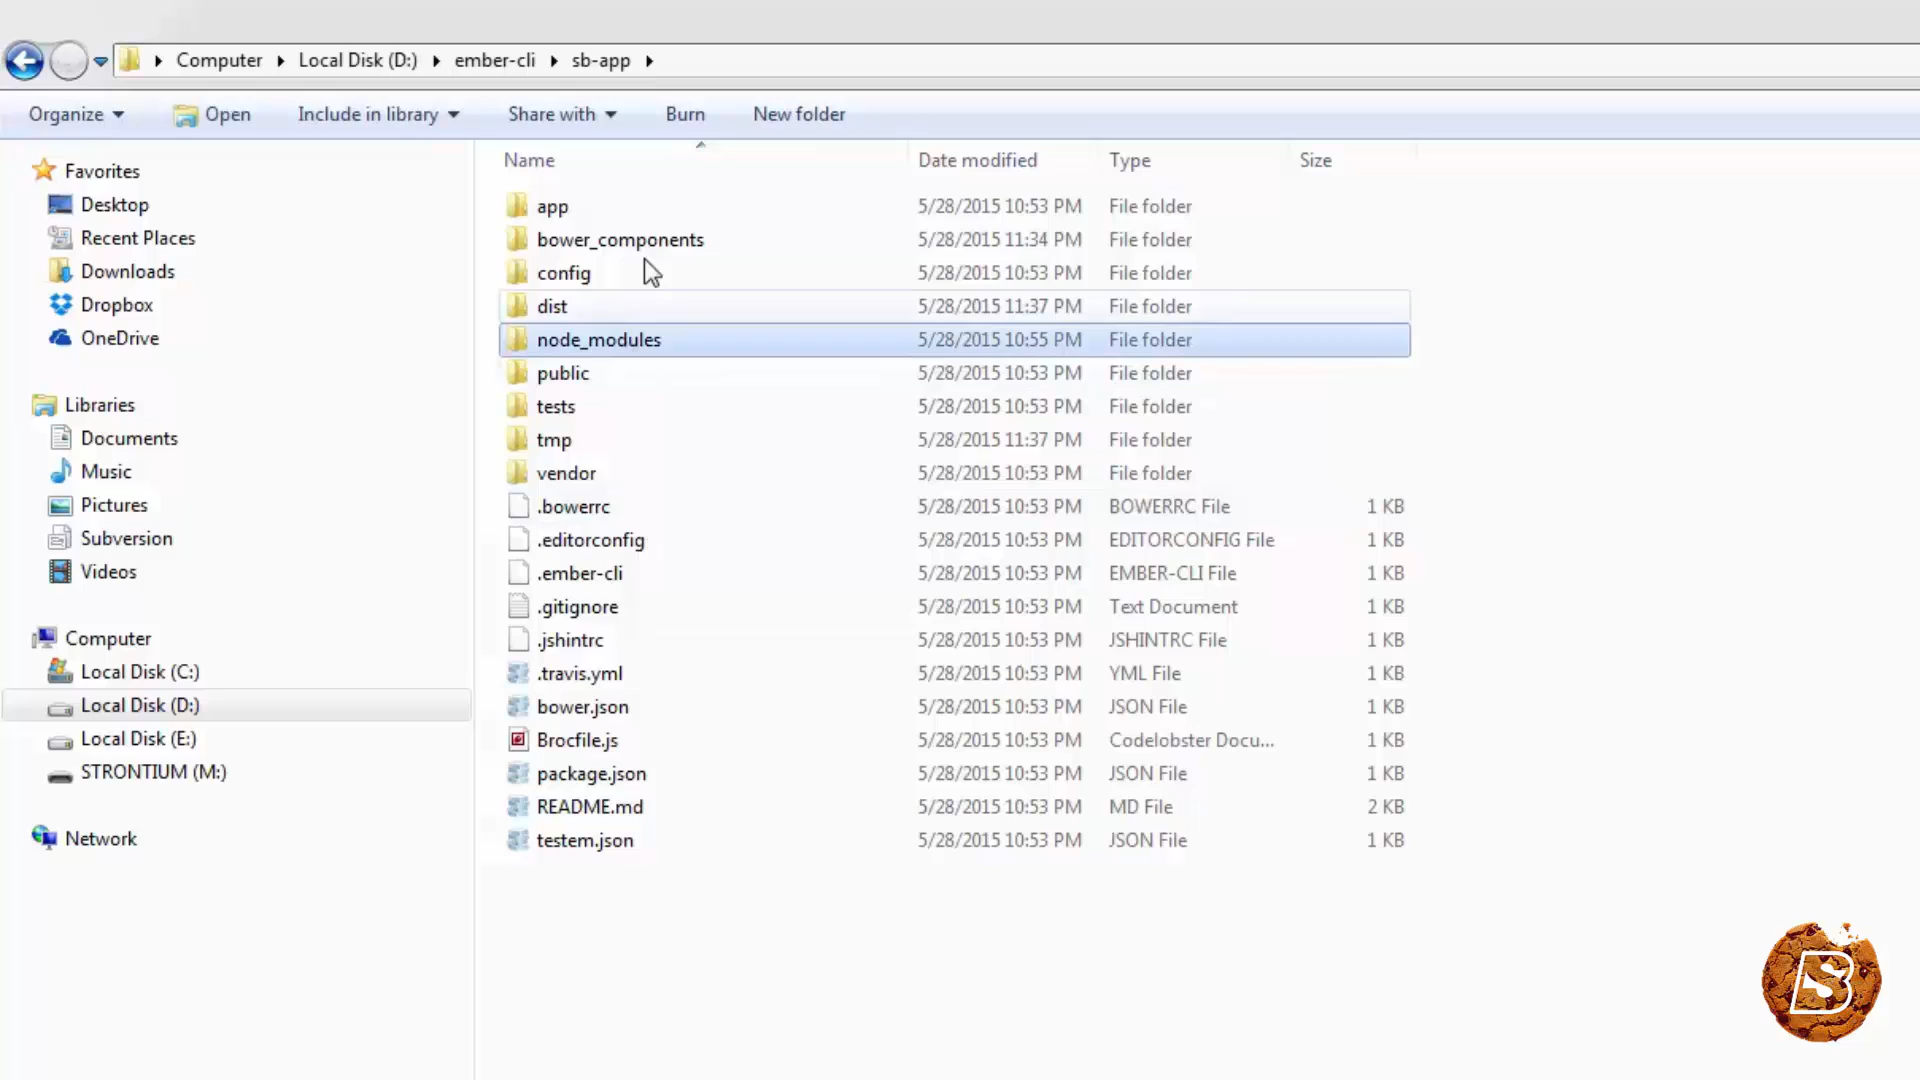 Computer Local Disk (D:) ember-cli sb-app
Organize Open Include in library Share with Burn New folder
Name Date modified Type Size
Favorites
Desktop
Recent Places
Downloads
Dropbox
OneDrive
Libraries
Documents
Music
Pictures
Subversion
Videos
Computer
Local Disk (C:)
Local Disk (D:)
Local Disk (E:)
STRONTIUM (M:)
Network
app 5/28/2015 10:53 PM File folder
bower_components 5/28/2015 11:34 PM File folder
config 5/28/2015 10:53 PM File folder
dist 5/28/2015 11:37 PM File folder
node_modules 5/28/2015 10:55 PM File folder
public 5/28/2015 10:53 PM File folder
tests 5/28/2015 10:53 PM File folder
tmp 5/28/2015 11:37 PM File folder
vendor 5/28/2015 10:53 PM File folder
.bowerrc 5/28/2015 10:53 PM BOWERRC File 1 KB
.editorconfig 5/28/2015 10:53 PM EDITORCONFIG File 1 KB
.ember-cli 5/28/2015 10:53 PM EMBER-CLI File 1 KB
.gitignore 5/28/2015 10:53 PM Text Document 1 KB
.jshintrc 5/28/2015 10:53 PM JSHINTRC File 1 KB
.travis.yml 5/28/2015 10:53 PM YML File 1 KB
bower.json 5/28/2015 10:53 PM JSON File 1 KB
Brocfile.js 5/28/2015 10:53 PM Codelobster Docu... 1 KB
package.json 5/28/2015 10:53 PM JSON File 1 KB
README.md 5/28/2015 10:53 PM MD File 2 KB
testem.json 5/28/2015 10:53 PM JSON File 1 KB
SB